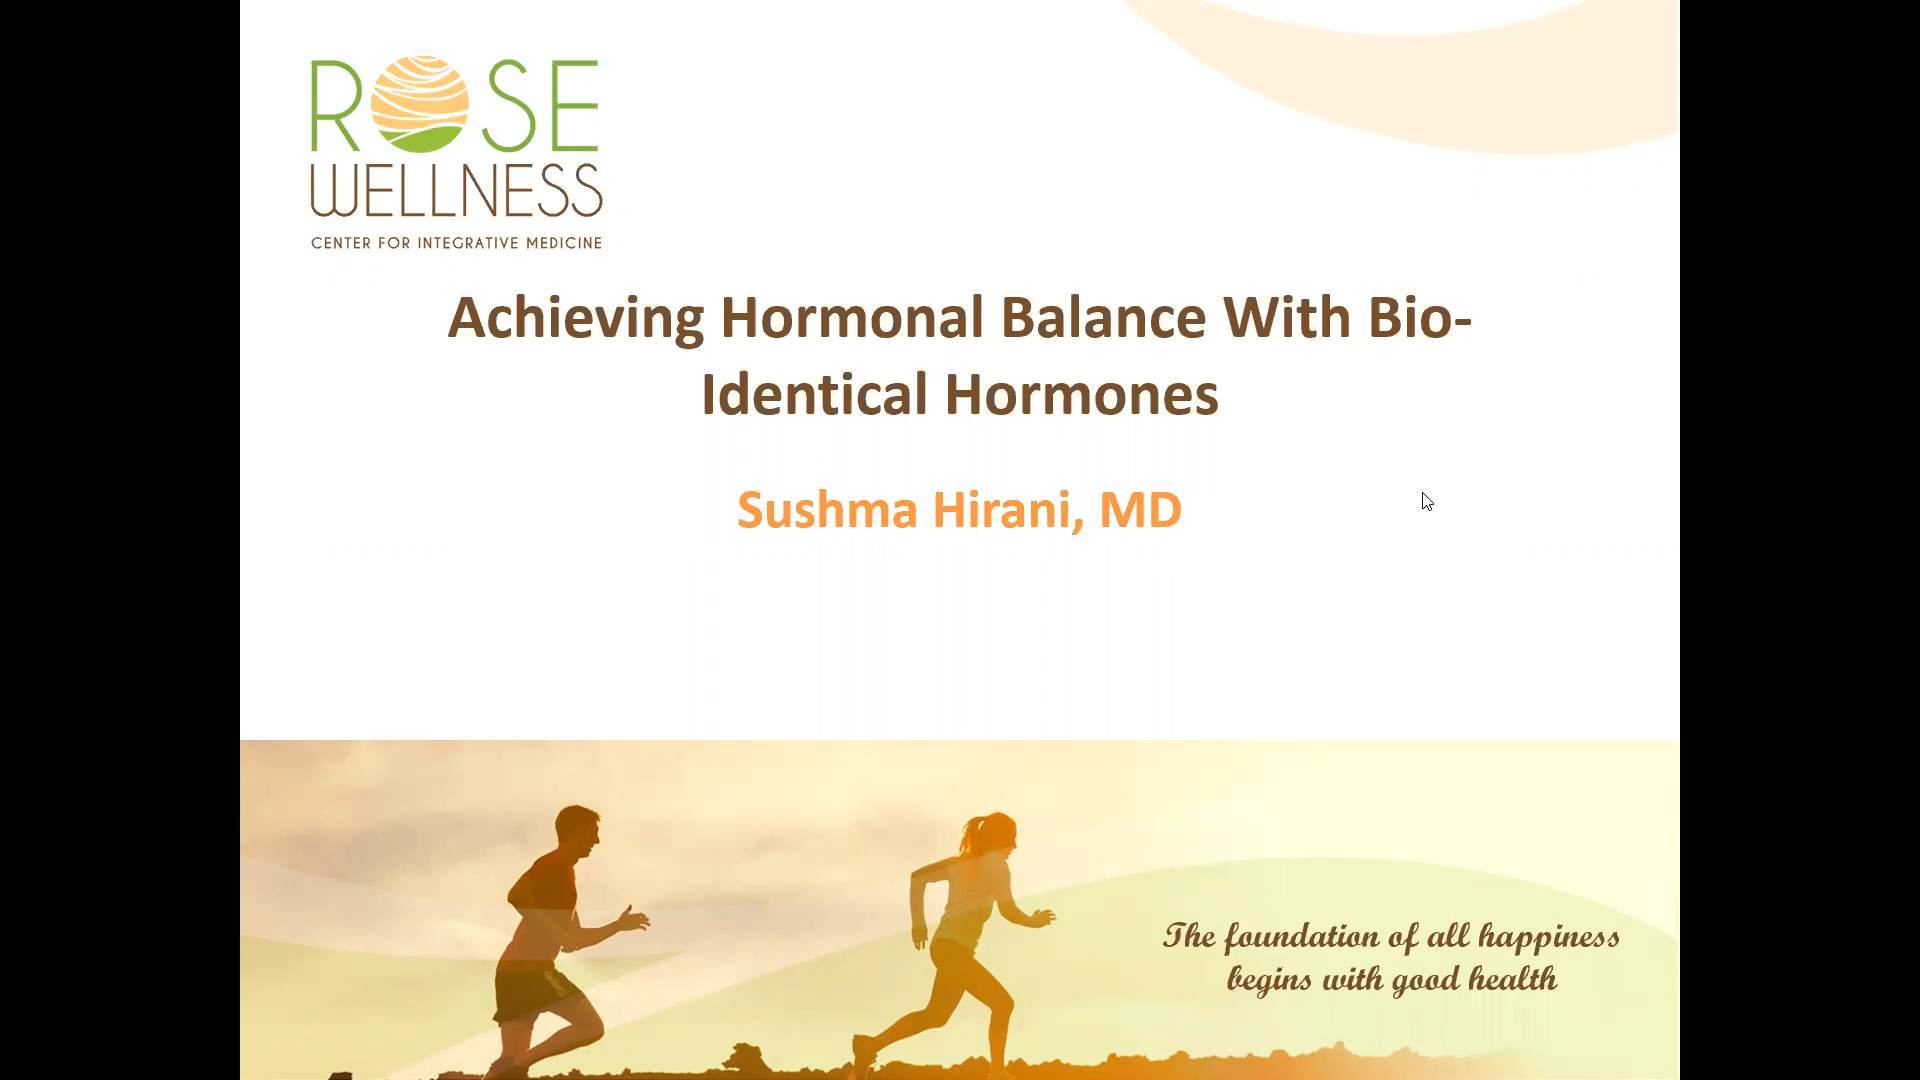 ROSE
WELLNESS
CENTER FOR INTEGRATIVE MEDICINE
Achieving Hormonal Balance With Bio-
Identical Hormones
Sushma Hirani, MD
The foundation of all happiness
begins with good health